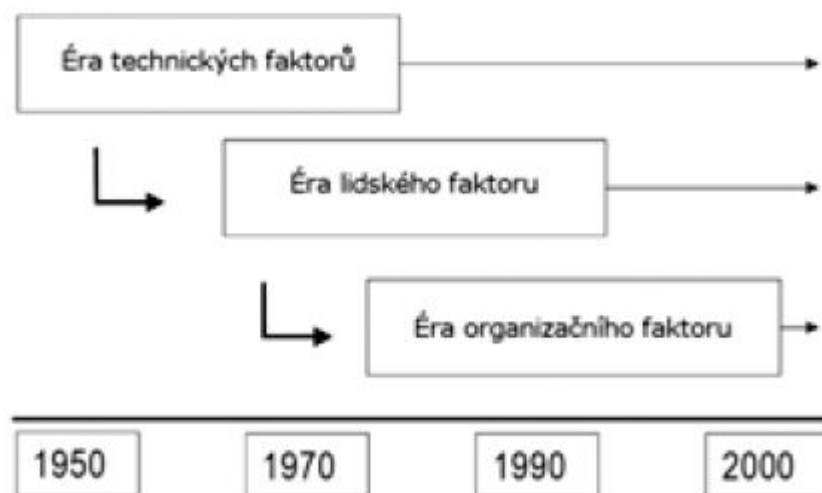 Éra technických faktorů
Éra lidského faktoru
Éra organizačního faktoru
1950 1970 1990 2000